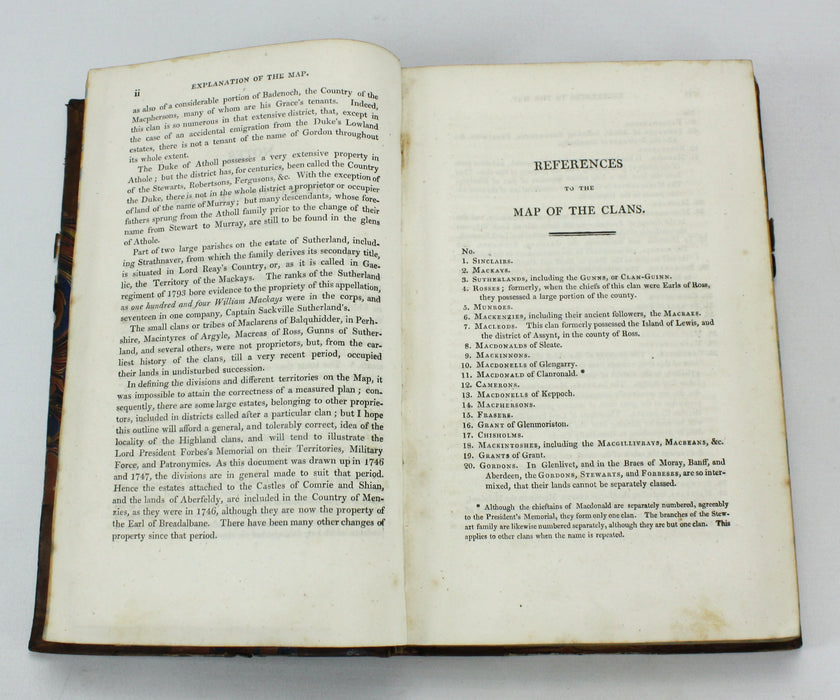 ii
EXPLANATION OF THE MAP.
as also of a considerable portion of Badenoch, the Country of the
Macphersons, many of whom are his Grace's tenants. Indeed,
this clan is so numerous in that extensive district, that, except in
the case of an accidental emigration from the Duke's Lowland
estates, there is not a tenant of the name of Gordon throughout
its whole extent.
The Duke of Atholl possesses a very extensive property in
Athole; but the district has, for centuries, been called the Country
of the Stewarts, Robertsons, Fergusons, &c. With the exception of
the Duke, there is not in the whole district a proprietor or occupier
of land of the name of Murray; but many descendants, whose fore-
fathers sprung from the Atholl family prior to the change of their
name from Stewart to Murray, are still to be found in the glens
of Athole.
Part of two large parishes on the estate of Sutherland, includ-
ing Strathnaver, from which the family derives its secondary title,
is situated in Lord Reay's Country, or, as it is called in Gae-
lic, the Territory of the Mackays. The ranks of the Sutherland
regiment of 1793 bore evidence to the propriety of this appellation,
as one hundred and four William Mackays were in the corps, and
seventeen in one company, Captain Sackville Sutherland's.
The small clans or tribes of Maclarens of Balquhidder, in Perth-
shire, Macintyres of Argyle, Macreas of Ross, Gunns of Suther-
land, and several others, were not proprietors, but, from the ear-
liest history of the clans, till a very recent period, occupied
their lands in undisturbed succession.
In defining the divisions and different territories on the Map, it
was impossible to attain the correctness of a measured plan; con-
sequently, there are some large estates, belonging to other proprie-
tors, included in districts called after a particular clan; but I hope
this outline will afford a general, and tolerably correct, idea of the
locality of the Highland clans, and will tend to illustrate the
Lord President Forbes's Memorial on their Territories, Military
Force, and Patronymics. As this document was drawn up in 1746
and 1747, the divisions are in general made to suit that period.
Hence the estates attached to the Castles of Comrie and Shian,
and the lands of Aberfeldy, are included in the Country of Men-
zies, as they were in 1746, although they are now the property of
the Earl of Breadalbane. There have been many other changes of
property since that period.
REFERENCES
TO THE
MAP OF THE CLANS.
No.
1. SINCLAIRS.
2. MACKAYS.
3. SUTHERLANDS, including the GUNNS, or CLAN-GUINN.
4. ROSSES; formerly, when the chiefs of this clan were Earls of Ross,
they possessed a large portion of the county.
5. MUNROES.
6. MACKENZIES, including their ancient followers, the MACRAES.
7. MACLEODS. This clan formerly possessed the Island of Lewis, and
the district of Assynt, in the county of Ross.
8. MACDONALDS of Sleate.
9. MACKINNONS.
10. MACDONELLS of Glengarry.
11. MACDONALD of Clanronald. *
12. CAMERONS.
13. MACDONELLS of Keppoch.
14. MACPHERSONS.
15. FRASERS.
16. GRANT of Glenmoriston.
17. CHISHOLMS.
18. MACKINTOSHES, including the MACGILLIVRAYS, MACBEANS, &c.
19. GRANTS of Grant.
20. GORDONS. In Glenlivet, and in the Braes of Moray, Banff, and
Aberdeen, the GORDONS, STEWARTS, and FORBESES, are so inter-
mixed, that their lands cannot be separately classed.
* Although the chieftains of Macdonald are separately numbered, agreeably
to the President's Memorial, they form only one clan. The branches of the Stew-
art family are likewise numbered separately, although they are but one clan. This
applies to other clans when the name is repeated.